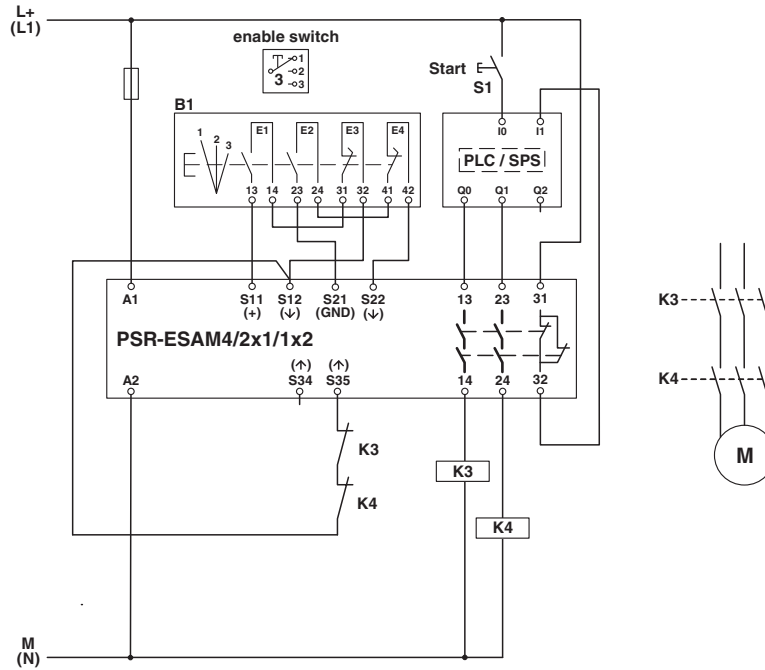 L+
(L1)
enable switch
1
2
3
3
Start
S1
B1
1
2
3
E1
E2
E3
E4
13
14
23
24
31
32
41
42
I0
I1
PLC / SPS
Q0
Q1
Q2
A1
S11
(+)
S12
(↓)
S21
(GND)
S22
(↓)
13
23
31
PSR-ESAM4/2x1/1x2
A2
(↑)
S34
(↑)
S35
14
24
32
K3
K4
K3
K4
K3
K4
M
M
(N)